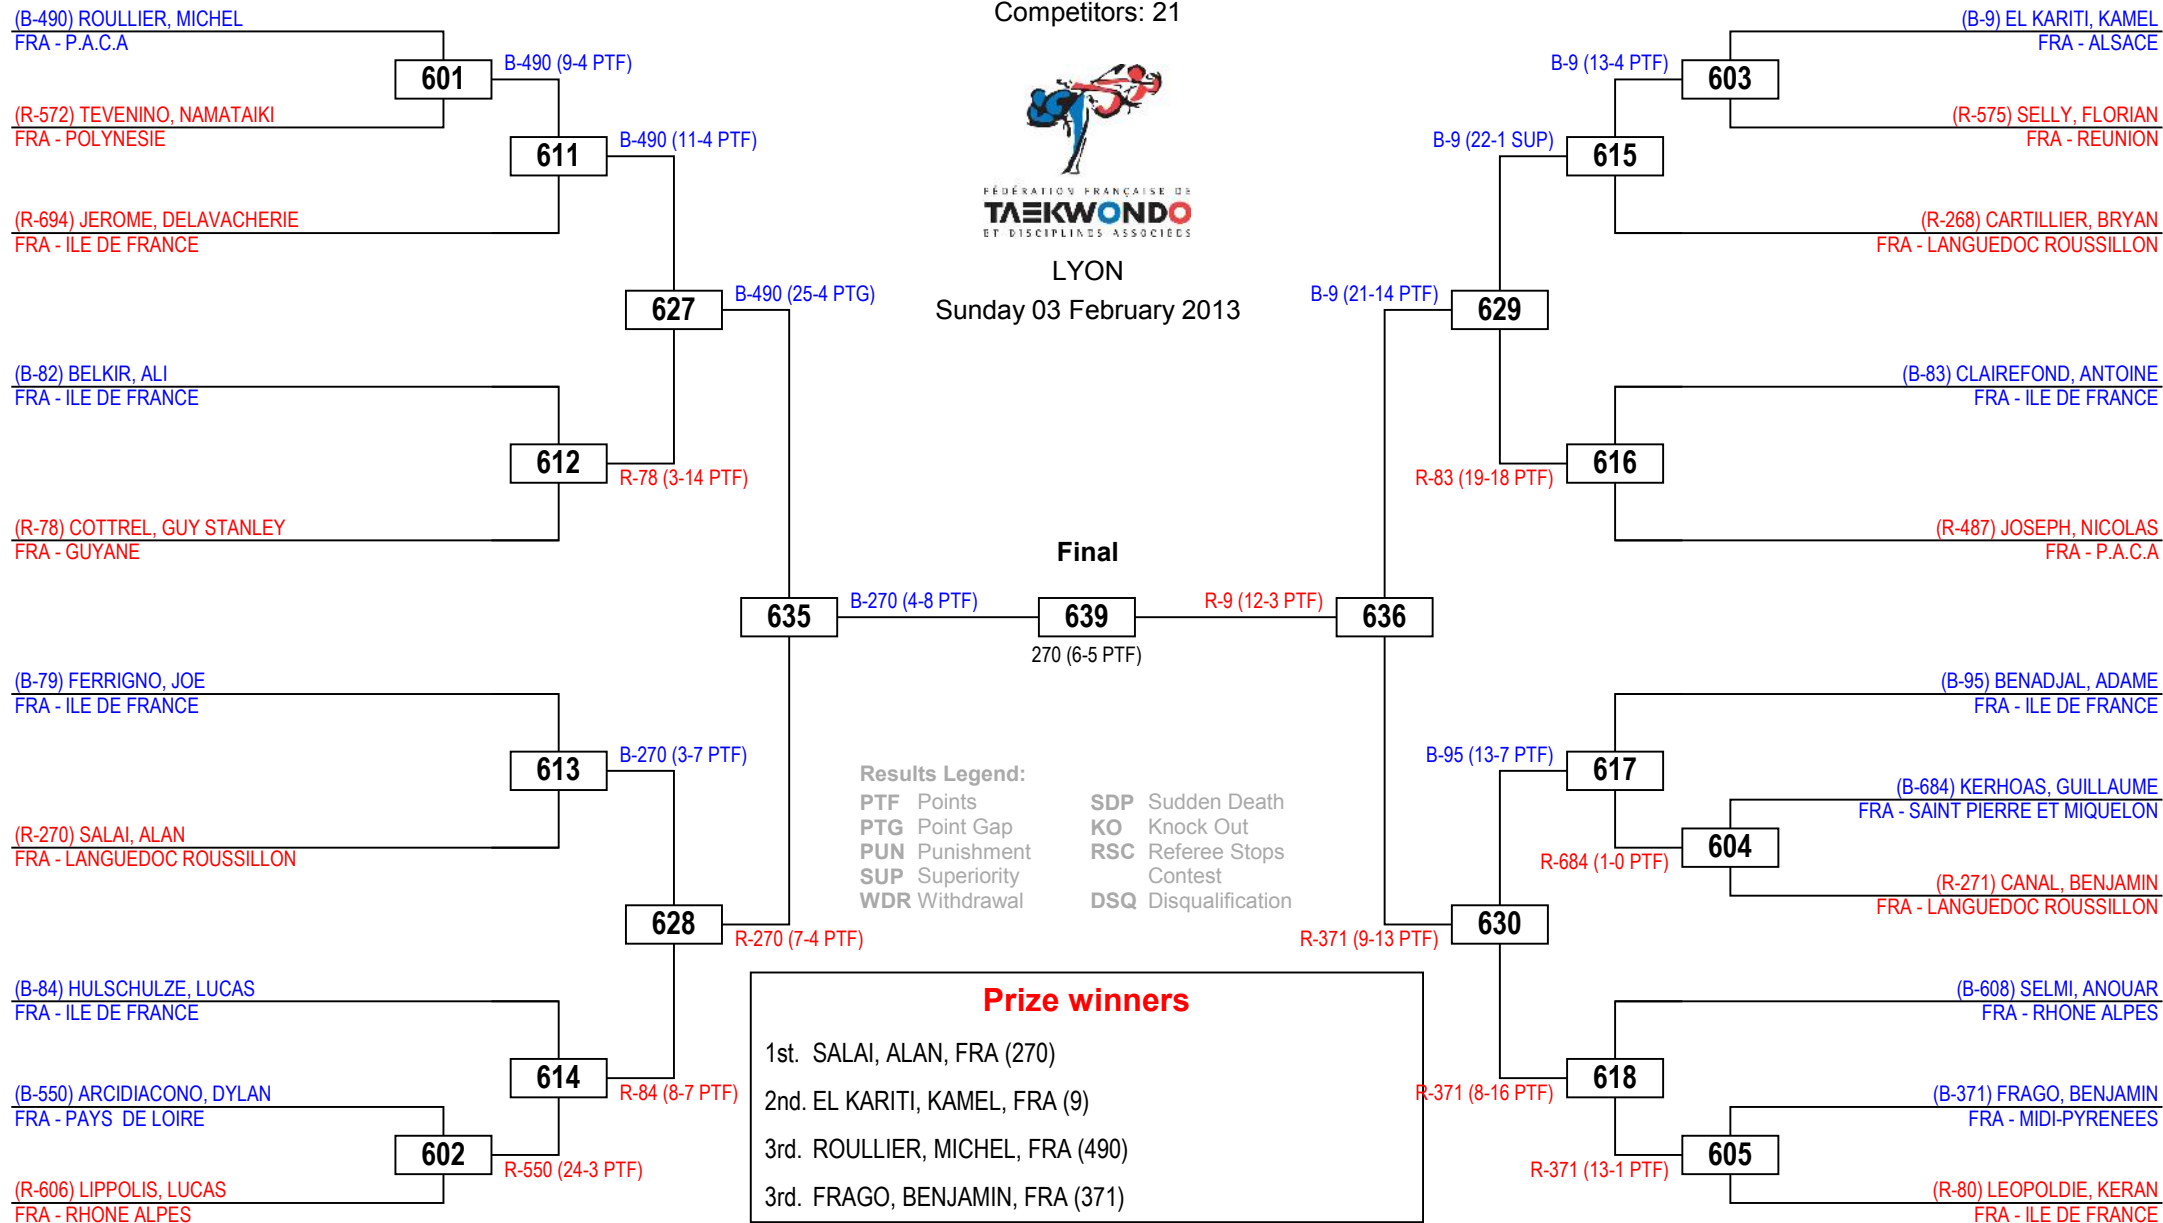 Competitors: 21
FÉDÉRATION FRANÇAISE DE
TAEKWONDO
ET DISCIPLINES ASSOCIÉES
LYON
Sunday 03 February 2013
(B-490) ROULLIER, MICHEL
FRA - P.A.C.A
601
B-490 (9-4 PTF)
(R-572) TEVENINO, NAMATAIKI
FRA - POLYNESIE
611
B-490 (11-4 PTF)
(R-694) JEROME, DELAVACHERIE
FRA - ILE DE FRANCE
627
B-490 (25-4 PTG)
(B-82) BELKIR, ALI
FRA - ILE DE FRANCE
612
R-78 (3-14 PTF)
(R-78) COTTREL, GUY STANLEY
FRA - GUYANE
635
B-270 (4-8 PTF)
(B-79) FERRIGNO, JOE
FRA - ILE DE FRANCE
613
B-270 (3-7 PTF)
(R-270) SALAI, ALAN
FRA - LANGUEDOC ROUSSILLON
628
R-270 (7-4 PTF)
(B-84) HULSCHULZE, LUCAS
FRA - ILE DE FRANCE
614
R-84 (8-7 PTF)
(B-550) ARCIDIACONO, DYLAN
FRA - PAYS DE LOIRE
602
R-550 (24-3 PTF)
(R-606) LIPPOLIS, LUCAS
FRA - RHONE ALPES
Final
639
270 (6-5 PTF)
(B-9) EL KARITI, KAMEL
FRA - ALSACE
B-9 (13-4 PTF)
603
(R-575) SELLY, FLORIAN
FRA - REUNION
B-9 (22-1 SUP)
615
(R-268) CARTILLIER, BRYAN
FRA - LANGUEDOC ROUSSILLON
B-9 (21-14 PTF)
629
(B-83) CLAIREFOND, ANTOINE
FRA - ILE DE FRANCE
R-83 (19-18 PTF)
616
(R-487) JOSEPH, NICOLAS
FRA - P.A.C.A
R-9 (12-3 PTF)
636
(B-95) BENADJAL, ADAME
FRA - ILE DE FRANCE
B-95 (13-7 PTF)
617
(B-684) KERHOAS, GUILLAUME
FRA - SAINT PIERRE ET MIQUELON
R-684 (1-0 PTF)
604
(R-271) CANAL, BENJAMIN
FRA - LANGUEDOC ROUSSILLON
R-371 (9-13 PTF)
630
(B-608) SELMI, ANOUAR
FRA - RHONE ALPES
R-371 (8-16 PTF)
618
(B-371) FRAGO, BENJAMIN
FRA - MIDI-PYRENEES
R-371 (13-1 PTF)
605
(R-80) LEOPOLDIE, KERAN
FRA - ILE DE FRANCE
Results Legend:
PTF Points
PTG Point Gap
PUN Punishment
SUP Superiority
WDR Withdrawal
SDP Sudden Death
KO Knock Out
RSC Referee Stops
Contest
DSQ Disqualification
Prize winners
1st. SALAI, ALAN, FRA (270)
2nd. EL KARITI, KAMEL, FRA (9)
3rd. ROULLIER, MICHEL, FRA (490)
3rd. FRAGO, BENJAMIN, FRA (371)